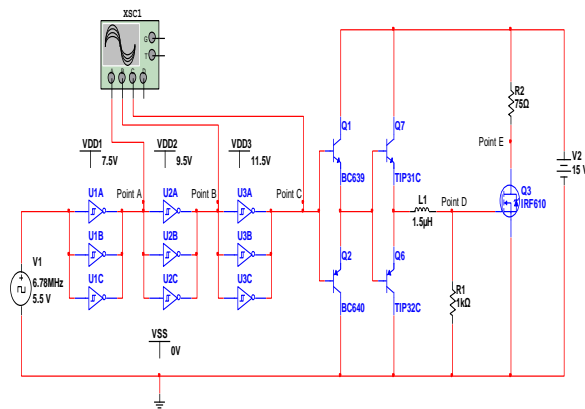 XSC1
G
T
A B C D
VDD1
7.5V
VDD2
9.5V
VDD3
11.5V
U1A
Point A
U2A
Point B
U3A
Point C
U1B
U2B
U3B
U1C
U2C
U3C
V1
6.78MHz
5.5 V
VSS
0V
Q1
BC639
Q7
TIP31C
Q2
BC640
Q6
TIP32C
L1
1.5µH
Point D
R1
1kΩ
R2
75Ω
Point E
Q3
IRF610
V2
15 V